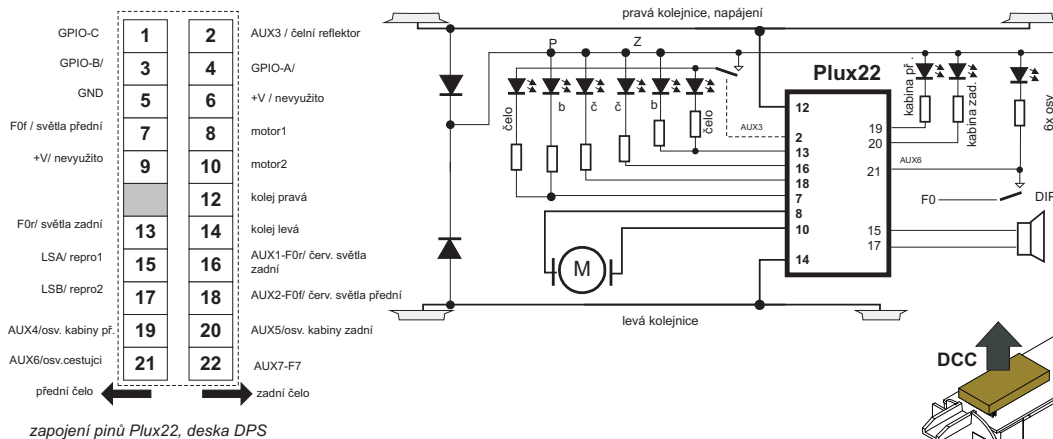 GPIO-C
1
2
AUX3 / čelní reflektor
GPIO-B/
3
4
GPIO-A/
GND
5
6
+V / nevyužito
F0f / světla přední
7
8
motor1
+V/ nevyužito
9
10
motor2
12
kolej pravá
F0r/ světla zadní
13
14
kolej levá
LSA/ repro1
15
16
AUX1-F0r/ červ. světla
zadní
LSB/ repro2
17
18
AUX2-F0f/ červ. světla přední
AUX4/osv. kabiny př.
19
20
AUX5/osv. kabiny zadní
AUX6/osv.cestujci
21
22
AUX7-F7
přední čelo
zadní čelo
zapojení pinů Plux22, deska DPS
pravá kolejnice, napájení
P
Z
čelo
b
č
č
b
čelo
AUX3
Plux22
12
2
13
16
18
7
8
10
14
19
20
21
15
17
kabina př .
kabina zad.
6x osv
AUX6
F0
DIP
M
levá kolejnice
DCC